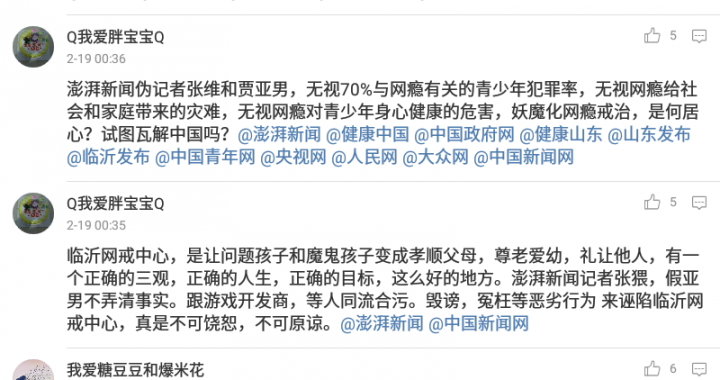 Q我爱胖宝宝Q
5
2-19 00:36
澎湃新闻伪记者张维和贾亚男，无视70%与网瘾有关的青少年犯罪率，无视网瘾给社
会和家庭带来的灾难，无视网瘾对青少年身心健康的危害，妖魔化网瘾戒治，是何居
心？试图瓦解中国吗？@澎湃新闻 @健康中国 @中国政府网 @健康山东 @山东发布
@临沂发布 @中国青年网 @央视网 @人民网 @大众网 @中国新闻网
Q我爱胖宝宝Q
5
2-19 00:35
临沂网戒中心，是让问题孩子和魔鬼孩子变成孝顺父母，尊老爱幼，礼让他人，有一
个正确的三观，正确的人生，正确的目标，这么好的地方。澎湃新闻记者张猥，假亚
男不弄清事实。跟游戏开发商，等人同流合污。毁谤，冤枉等恶劣行为 来诬陷临沂网
戒中心，真是不可饶恕，不可原谅。@澎湃新闻 @中国新闻网
我爱糖豆豆和爆米花
6